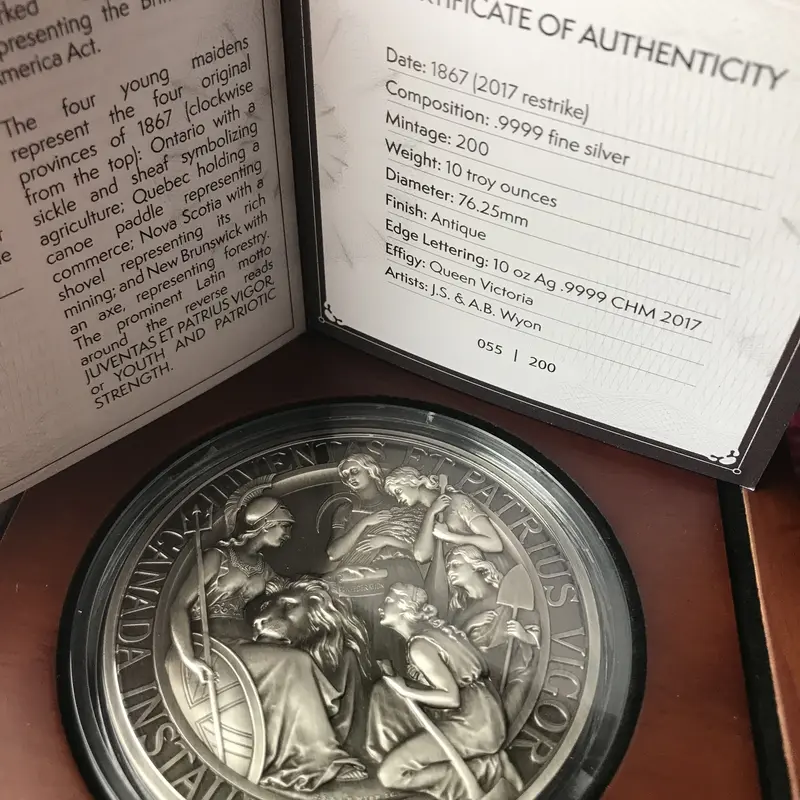 presenting the
America Act.
The four young maidens
represent the four original
provinces of 1867 (clockwise
from the top): Ontario with a
sickle and sheaf symbolizing
agriculture; Quebec holding a
canoe paddle representing
commerce; Nova Scotia with a
shovel representing its rich
mining; and New Brunswick with
an axe, representing forestry.
The prominent Latin motto
around the reverse reads
JUVENTAS ET PATRIUS VIGOR,
or YOUTH AND PATRIOTIC
STRENGTH.
CERTIFICATE OF AUTHENTICITY
Date: 1867 (2017 restrike)
Composition: .9999 fine silver
Mintage: 200
Weight: 10 troy ounces
Diameter: 76.25mm
Finish: Antique
Edge Lettering: 10 oz Ag .9999 CHM 2017
Effigy: Queen Victoria
Artists: J.S. & A.B. Wyon
055 | 200
JUVENTAS ET PATRIUS VIGOR
CANADA INSTAU